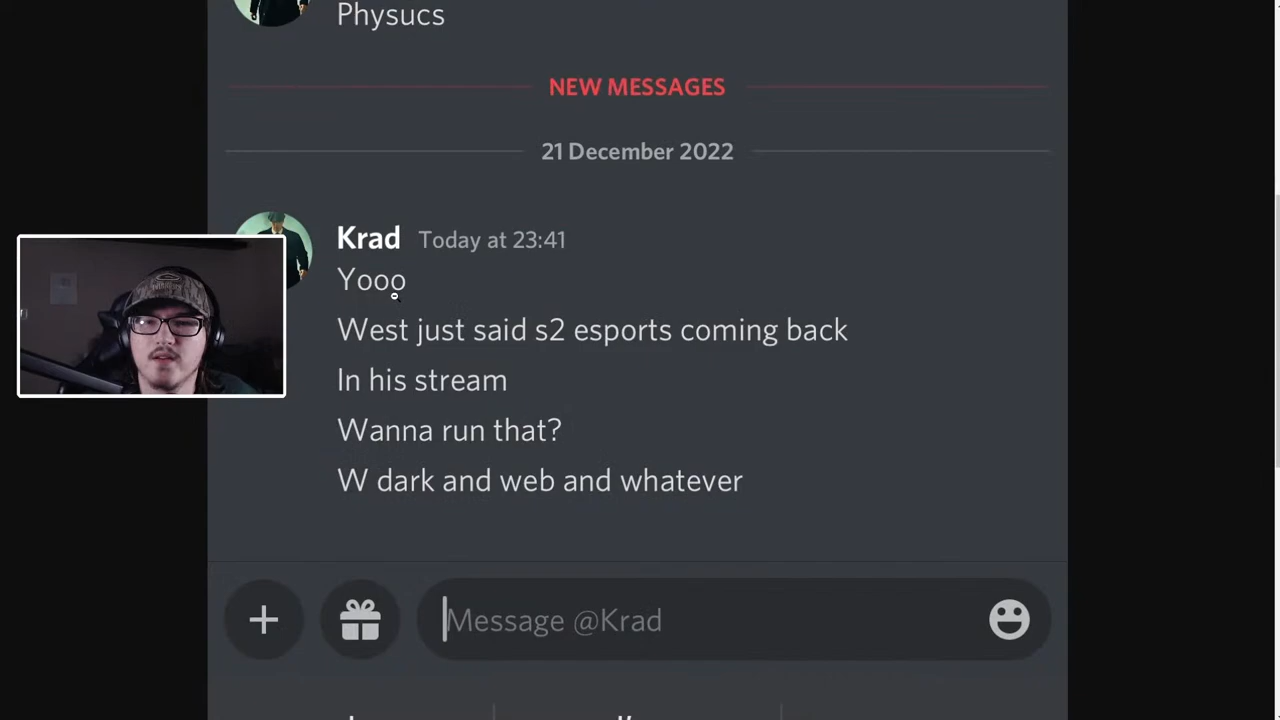 Physucs
NEW MESSAGES
21 December 2022
Krad Today at 23:41
Yooo
West just said s2 esports coming back
In his stream
Wanna run that?
W dark and web and whatever
Message @Krad